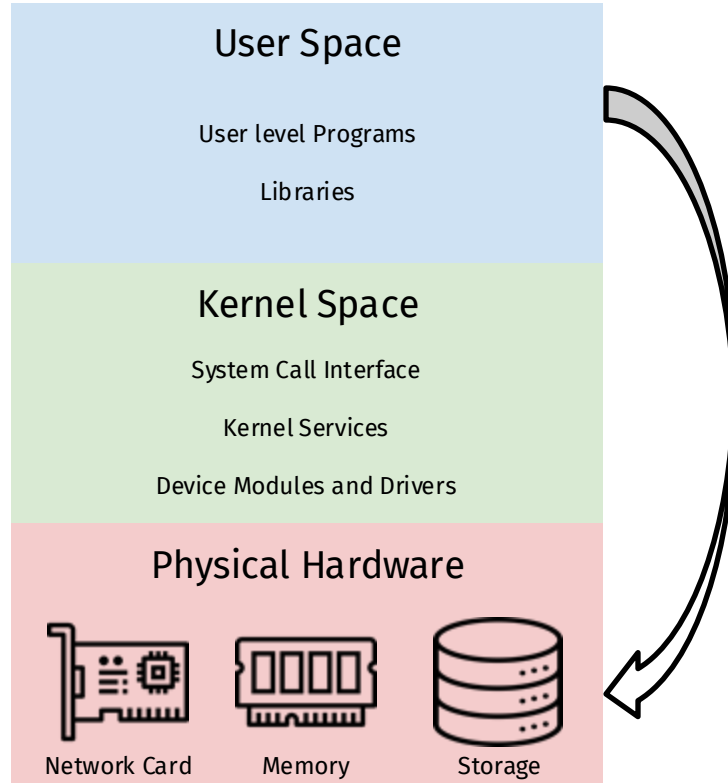 User Space
User level Programs
Libraries
Kernel Space
System Call Interface
Kernel Services
Device Modules and Drivers
Physical Hardware
Network Card
Memory
Storage